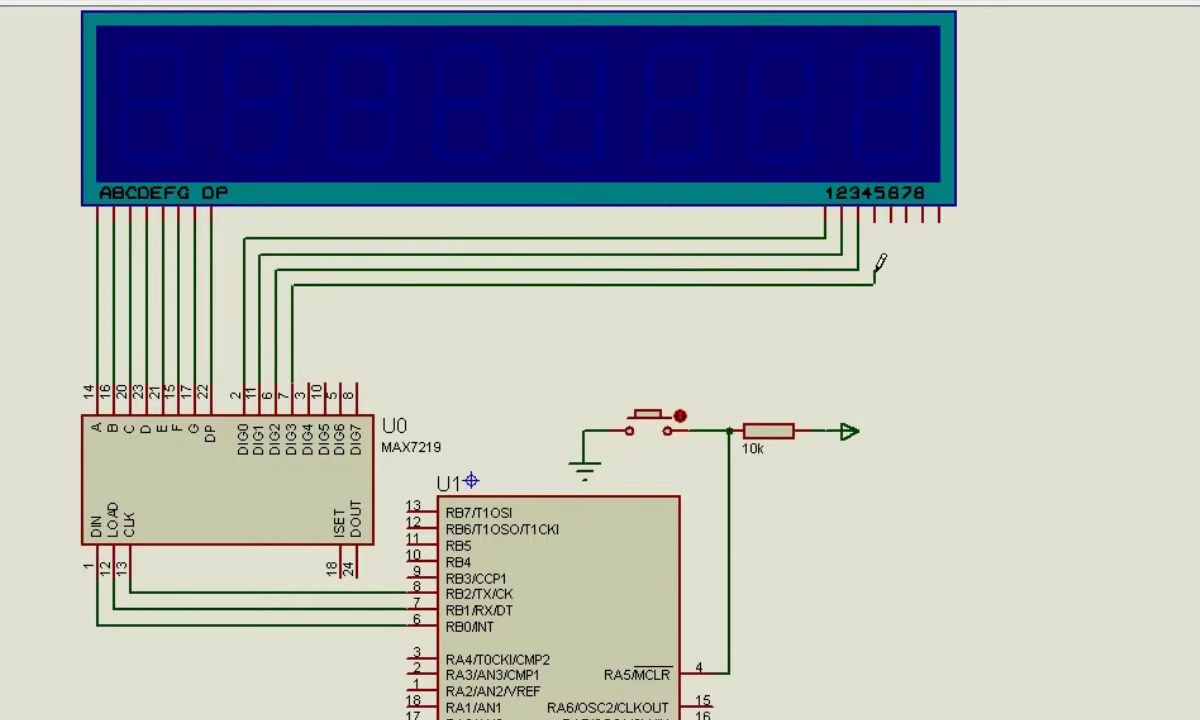 ABCDEFG DP
12345678
14 16 20 23 21 15 17 22 2 11 6 7 3 10 5 8
A B C D E F G DP DIG0 DIG1 DIG2 DIG3 DIG4 DIG5 DIG6 DIG7
U0
MAX7219
DIN LOAD CLK ISET DOUT
1 12 13 18 24
10k
U1
13 RB7/T1OSI
12 RB6/T1OSO/T1CKI
11 RB5
10 RB4
9 RB3/CCP1
8 RB2/TX/CK
7 RB1/RX/DT
6 RB0/INT
3 RA4/T0CKI/CMP2
2 RA3/AN3/CMP1 RA5/MCLR 4
1 RA2/AN2/VREF
18 RA1/AN1 RA6/OSC2/CLKOUT 15
17 16